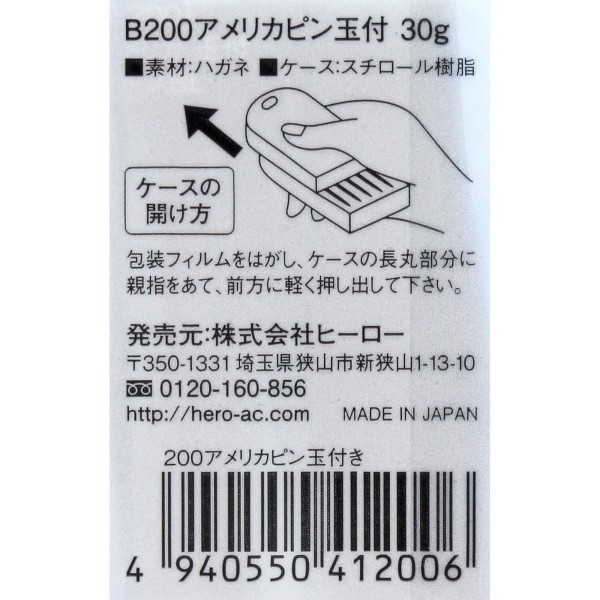 B200アメリカピン玉付 30g
■素材:ハガネ ■ケース:スチロール樹脂
ケースの
開け方
包装フィルムをはがし、ケースの長丸部分に
親指をあて、前方に軽く押し出して下さい。
発売元:株式会社ヒーロー
〒350-1331 埼玉県狭山市新狭山1-13-10
0120-160-856
http://hero-ac.com MADE IN JAPAN
200アメリカピン玉付き
4 940550 412006